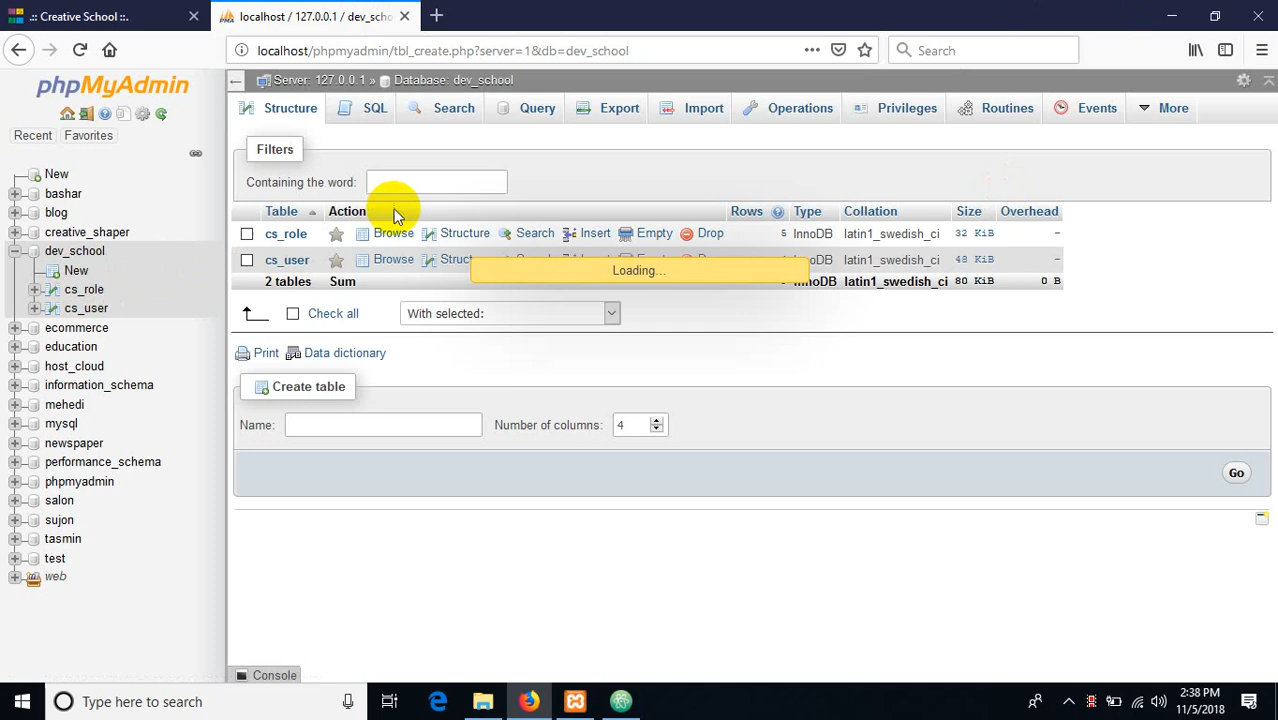 .:: Creative School ::.
localhost / 127.0.0.1 / dev_scho
localhost/phpmyadmin/tbl_create.php?server=1&db=dev_school
Search
phpMyAdmin
Recent
Favorites
New
bashar
blog
creative_shaper
dev_school
New
cs_role
cs_user
ecommerce
education
host_cloud
information_schema
mehedi
mysql
newspaper
performance_schema
phpmyadmin
salon
sujon
tasmin
test
web
Server: 127.0.0.1 » Database: dev_school
Structure SQL Search Query Export Import Operations Privileges Routines Events More
Filters
Containing the word:
Table Action Rows Type Collation Size Overhead
cs_role Browse Structure Search Insert Empty Drop 5 InnoDB latin1_swedish_ci 32 KiB -
cs_user Browse InnoDB latin1_swedish_ci 48 KiB -
Loading...
2 tables Sum InnoDB latin1_swedish_ci 80 KiB 0 B
Check all With selected:
Print Data dictionary
Create table
Name: Number of columns: 4
Go
Console
Type here to search
2:38 PM
11/5/2018